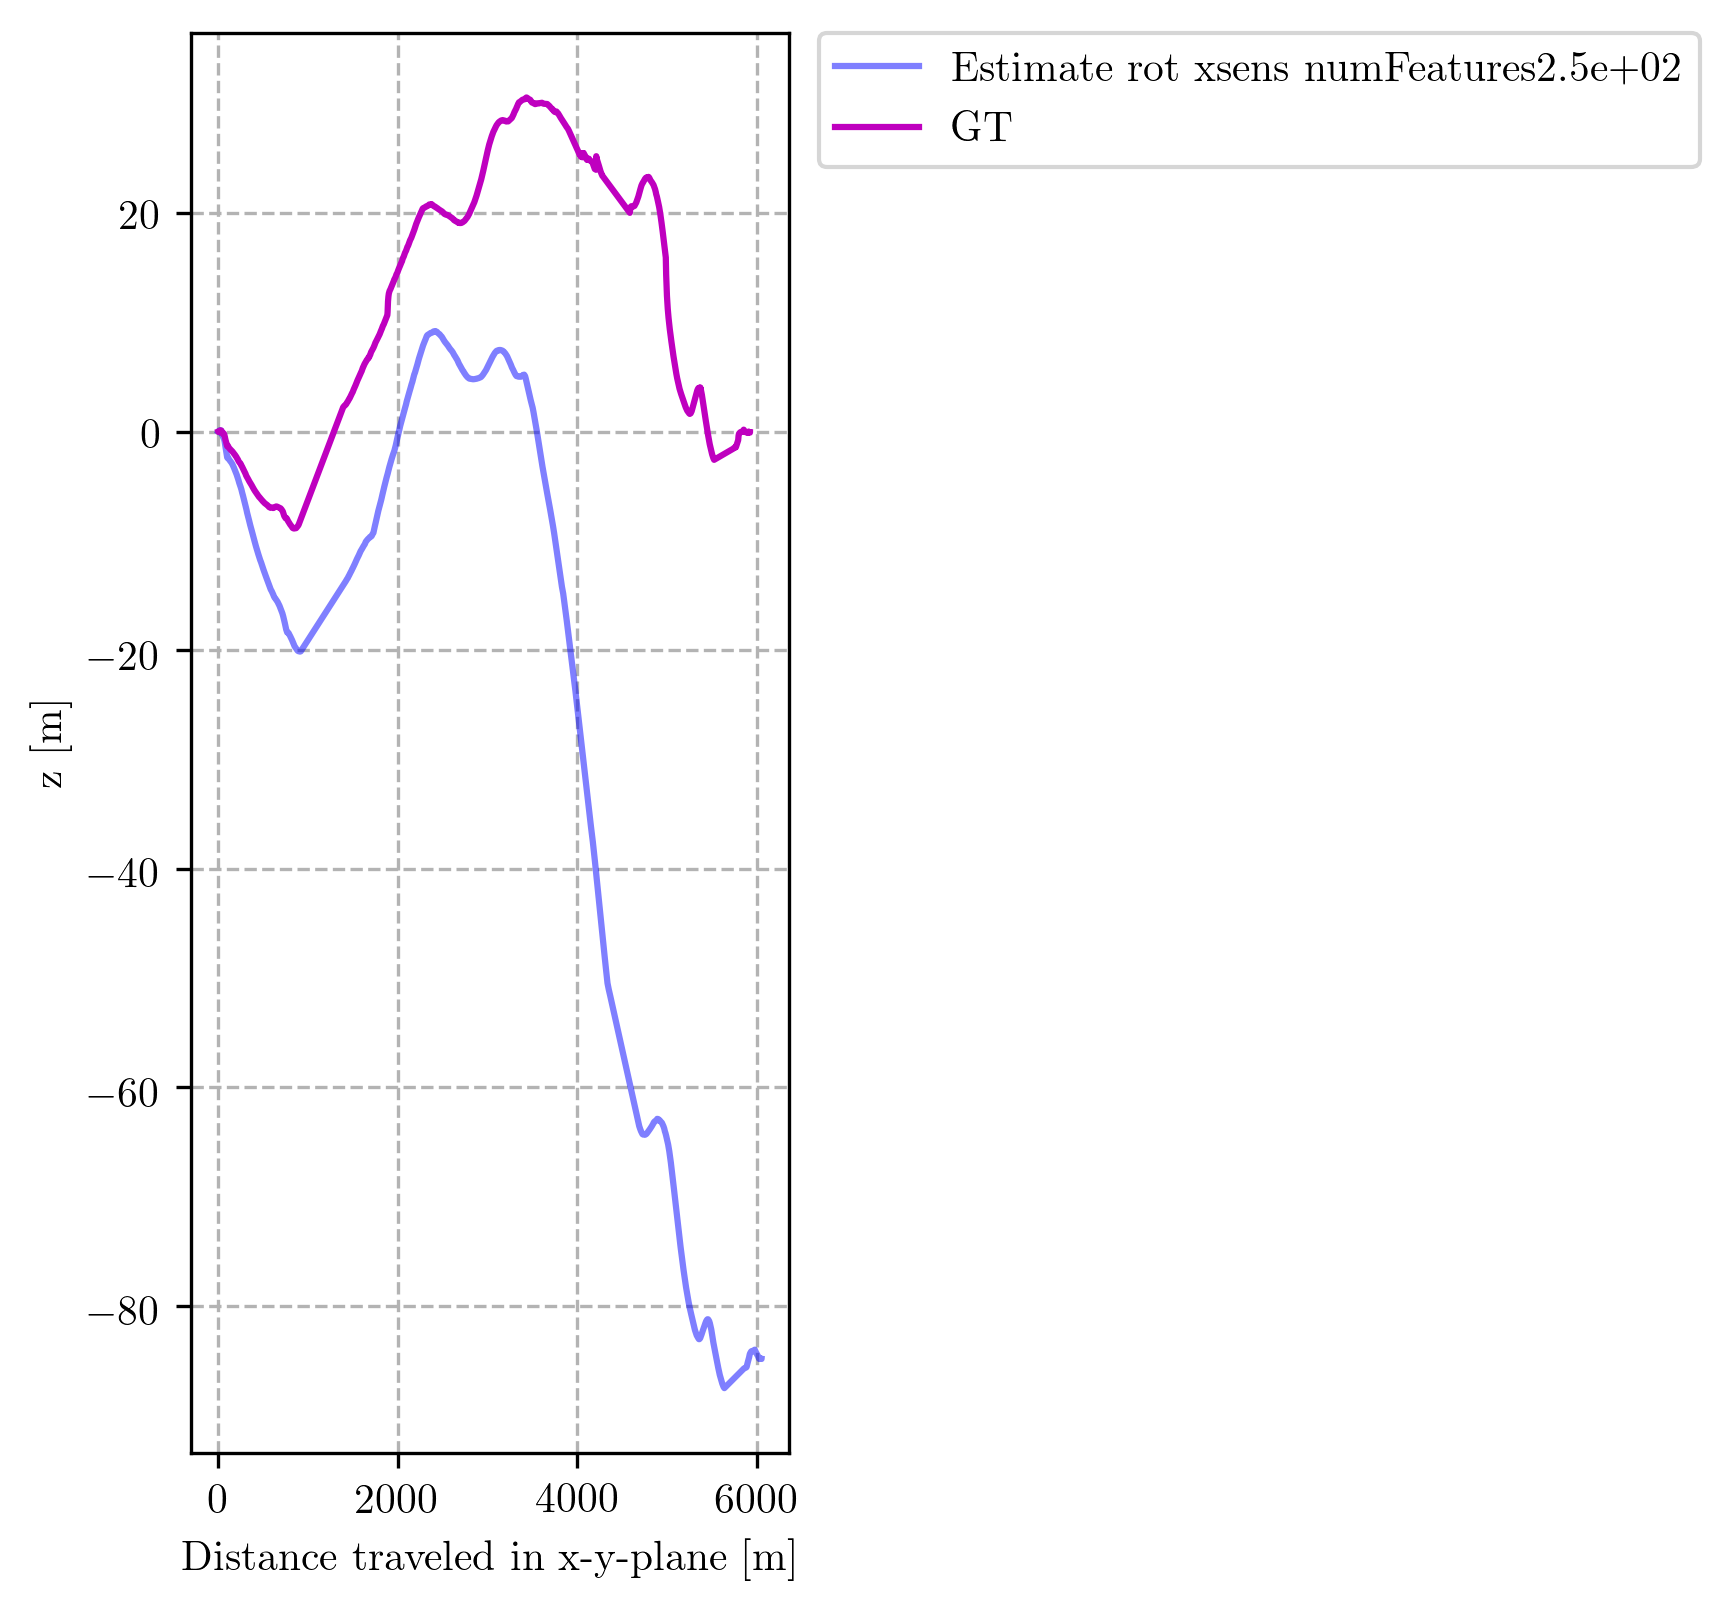 Estimate rot xsens numFeatures2.5e+02
GT
20
0
−20
−40
−60
−80
z [m]
0 2000 4000 6000
Distance traveled in x-y-plane [m]